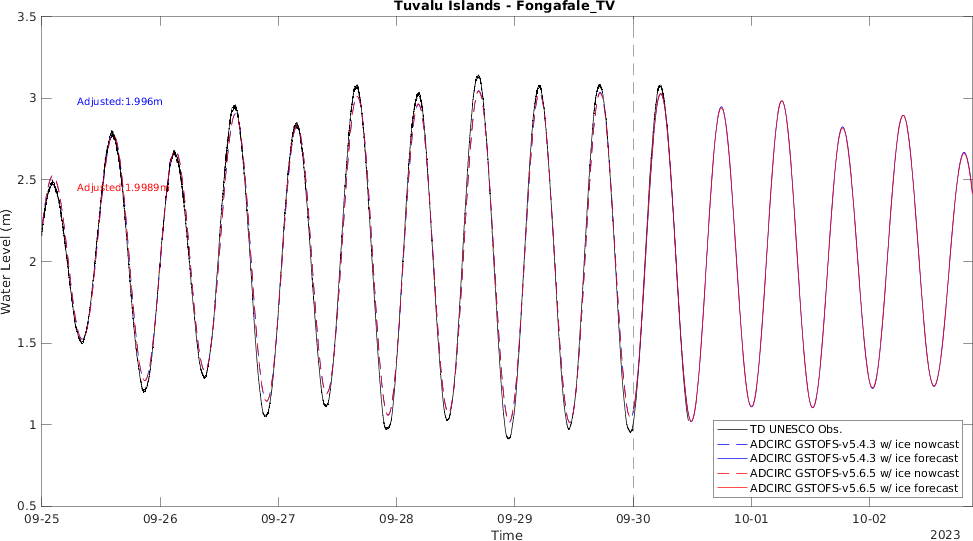 Tuvalu Islands - Fongafale_TV
3.5
3
2.5
2
1.5
1
0.5
Water Level (m)
Adjusted:1.996m
Adjusted:1.9989m
TD UNESCO Obs.
ADCIRC GSTOFS-v5.4.3 w/ ice nowcast
ADCIRC GSTOFS-v5.4.3 w/ ice forecast
ADCIRC GSTOFS-v5.6.5 w/ ice nowcast
ADCIRC GSTOFS-v5.6.5 w/ ice forecast
09-25 09-26 09-27 09-28 09-29 09-30 10-01 10-02
Time
2023